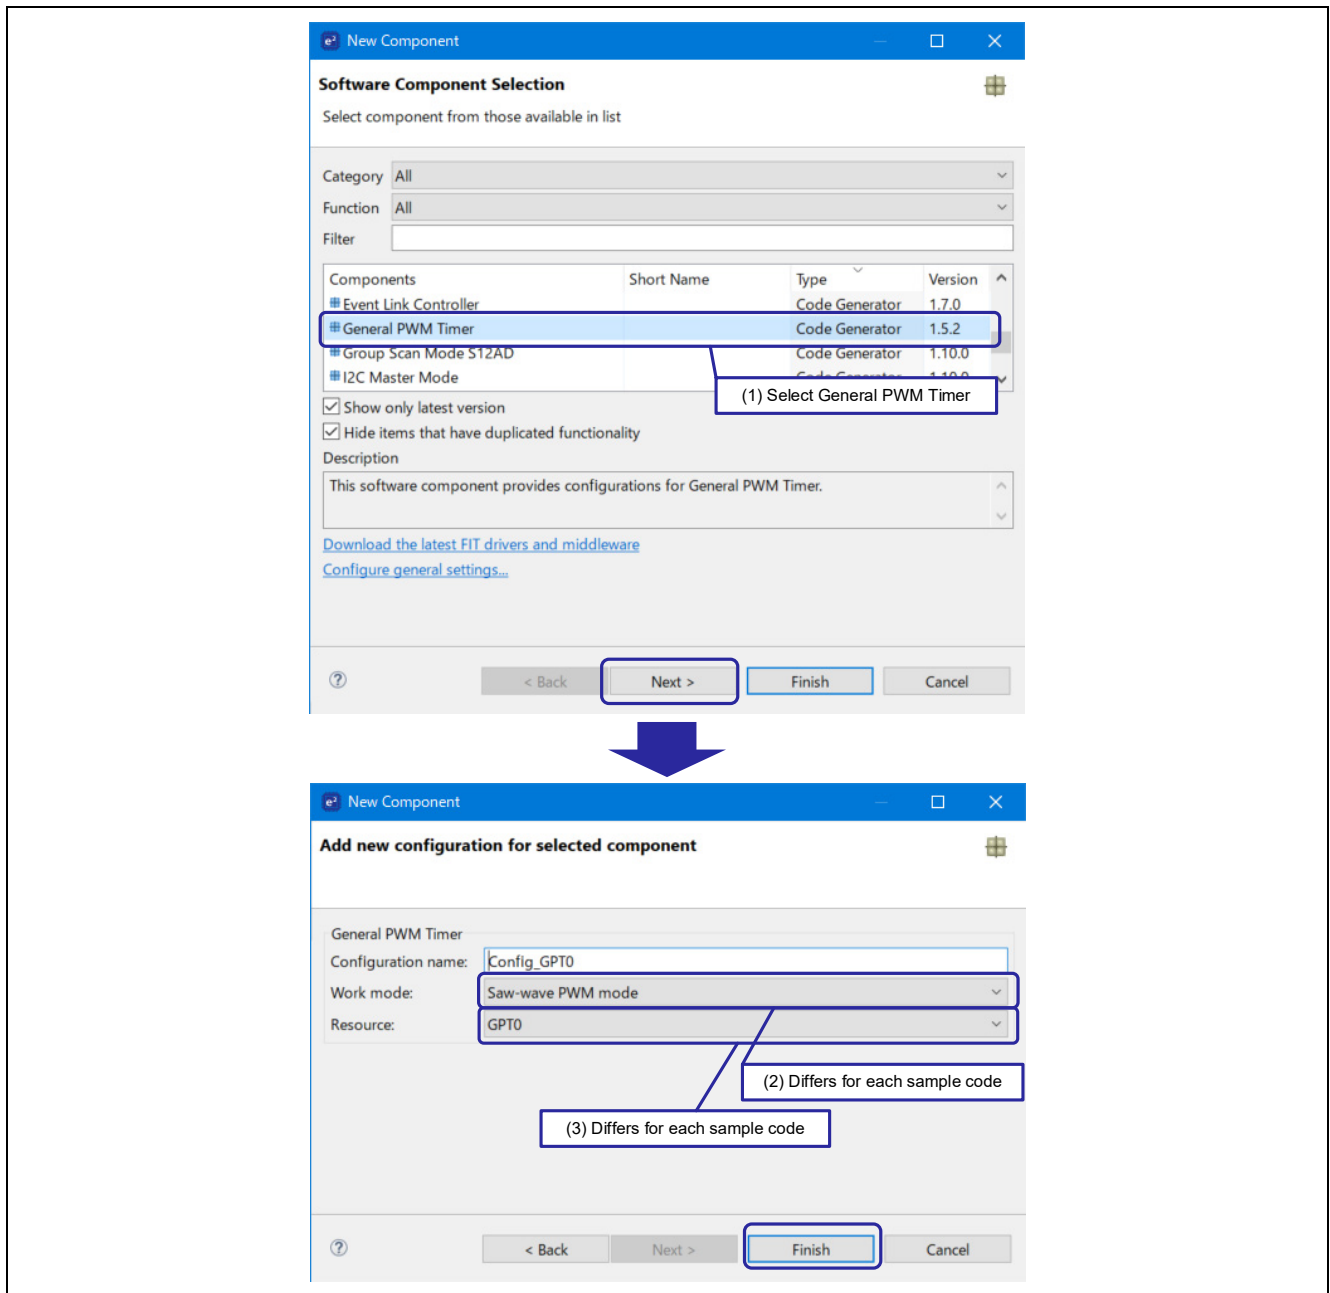 New Component
Software Component Selection
Select component from those available in list
Category All
Function All
Filter
Components Short Name Type Version
Event Link Controller Code Generator 1.7.0
General PWM Timer Code Generator 1.5.2
Group Scan Mode S12AD Code Generator 1.10.0
I2C Master Mode Code Generator 1.10.0
(1) Select General PWM Timer
Show only latest version
Hide items that have duplicated functionality
Description
This software component provides configurations for General PWM Timer.
Download the latest FIT drivers and middleware
Configure general settings...
< Back Next > Finish Cancel
New Component
Add new configuration for selected component
General PWM Timer
Configuration name: Config_GPT0
Work mode: Saw-wave PWM mode
Resource: GPT0
(2) Differs for each sample code
(3) Differs for each sample code
< Back Next > Finish Cancel